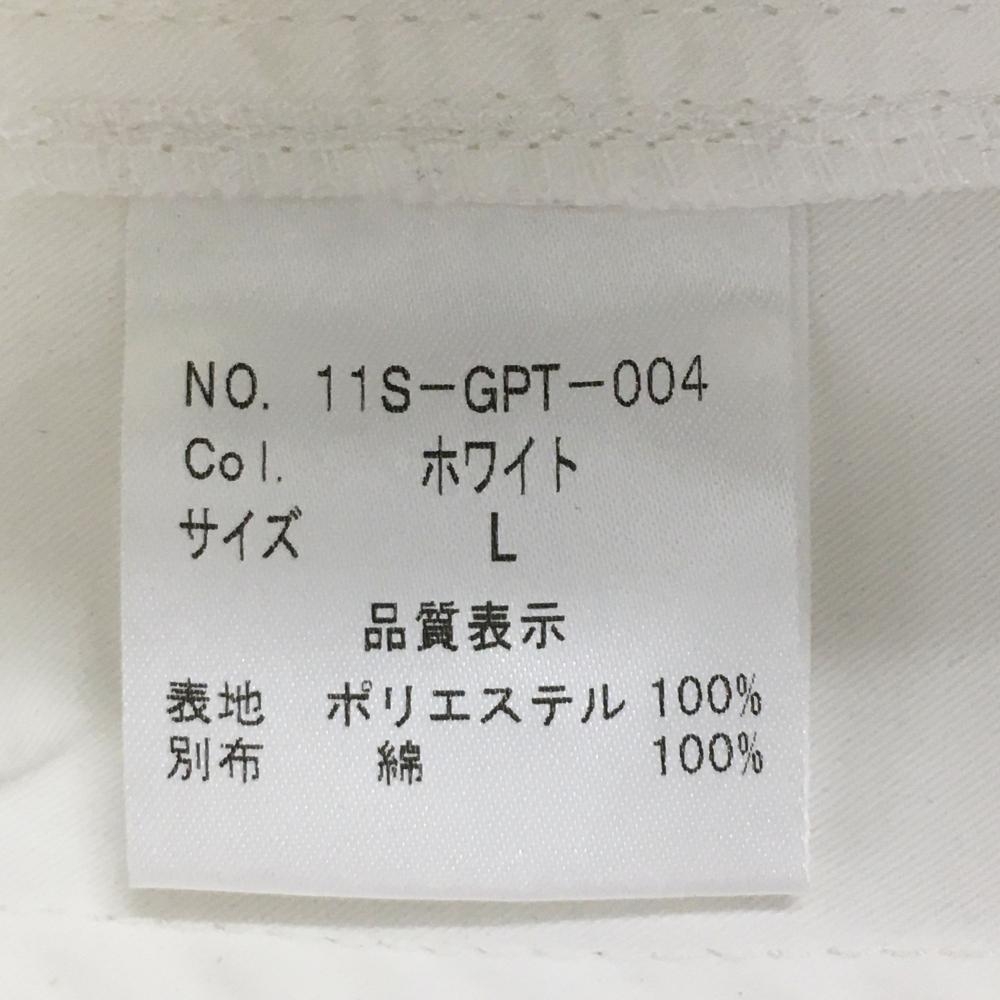 NO. 11S-GPT-004
Col. ホワイト
サイズ L
品質表示
表地 ポリエステル 100%
別布 綿 100%